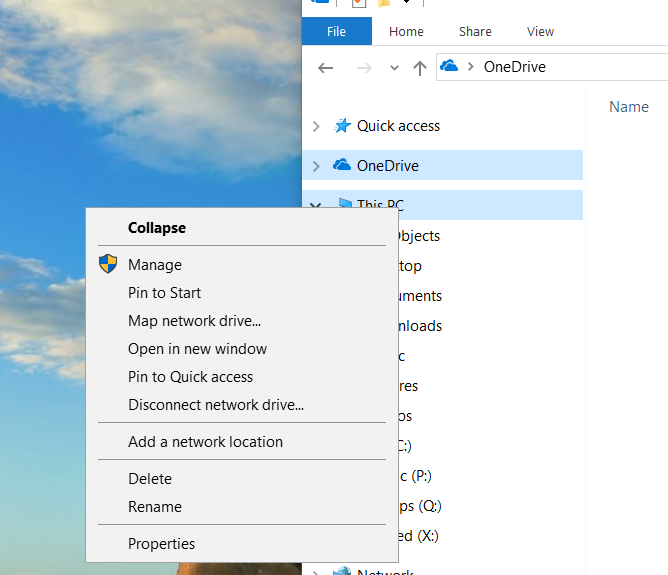 File Home Share View
OneDrive
Name
Quick access
OneDrive
This PC
Collapse
Manage
Pin to Start
Map network drive...
Open in new window
Pin to Quick access
Disconnect network drive...
Add a network location
Delete
Rename
Properties
bjects
top
uments
nloads
c
res
os
C:)
c (P:)
ps (Q:)
ed (X:)
Network